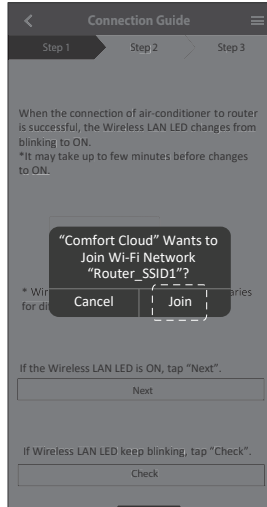 Connection Guide
Step 1
Step 2
Step 3
When the connection of air-conditioner to router
is successful, the Wireless LAN LED changes from
blinking to ON.
*It may take up to few minutes before changes
to ON.
“Comfort Cloud” Wants to
Join Wi-Fi Network
“Router_SSID1”?
Cancel
Join
* Wir
aries
for di
If the Wireless LAN LED is ON, tap “Next”.
Next
If Wireless LAN LED keep blinking, tap “Check”.
Check